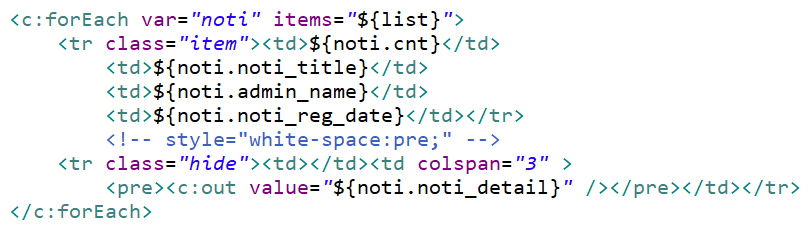 <c:forEach var="noti" items="${list}">
<tr class="item"><td>${noti.cnt}</td>
<td>${noti.noti_title}</td>
<td>${noti.admin_name}</td>
<td>${noti.noti_reg_date}</td></tr>
<!-- style="white-space:pre;" -->
<tr class="hide"><td></td><td colspan="3" >
<pre><c:out value="${noti.noti_detail}" /></pre></td></tr>
</c:forEach>